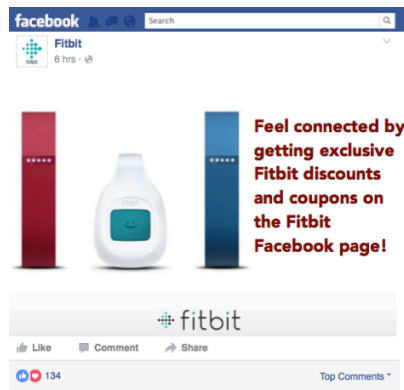 facebook
Search
Fitbit
6 hrs ·
fitbit
fitbit
Feel connected by
getting exclusive
Fitbit discounts
and coupons on
the Fitbit
Facebook page!
fitbit
Like Comment Share
134 Top Comments